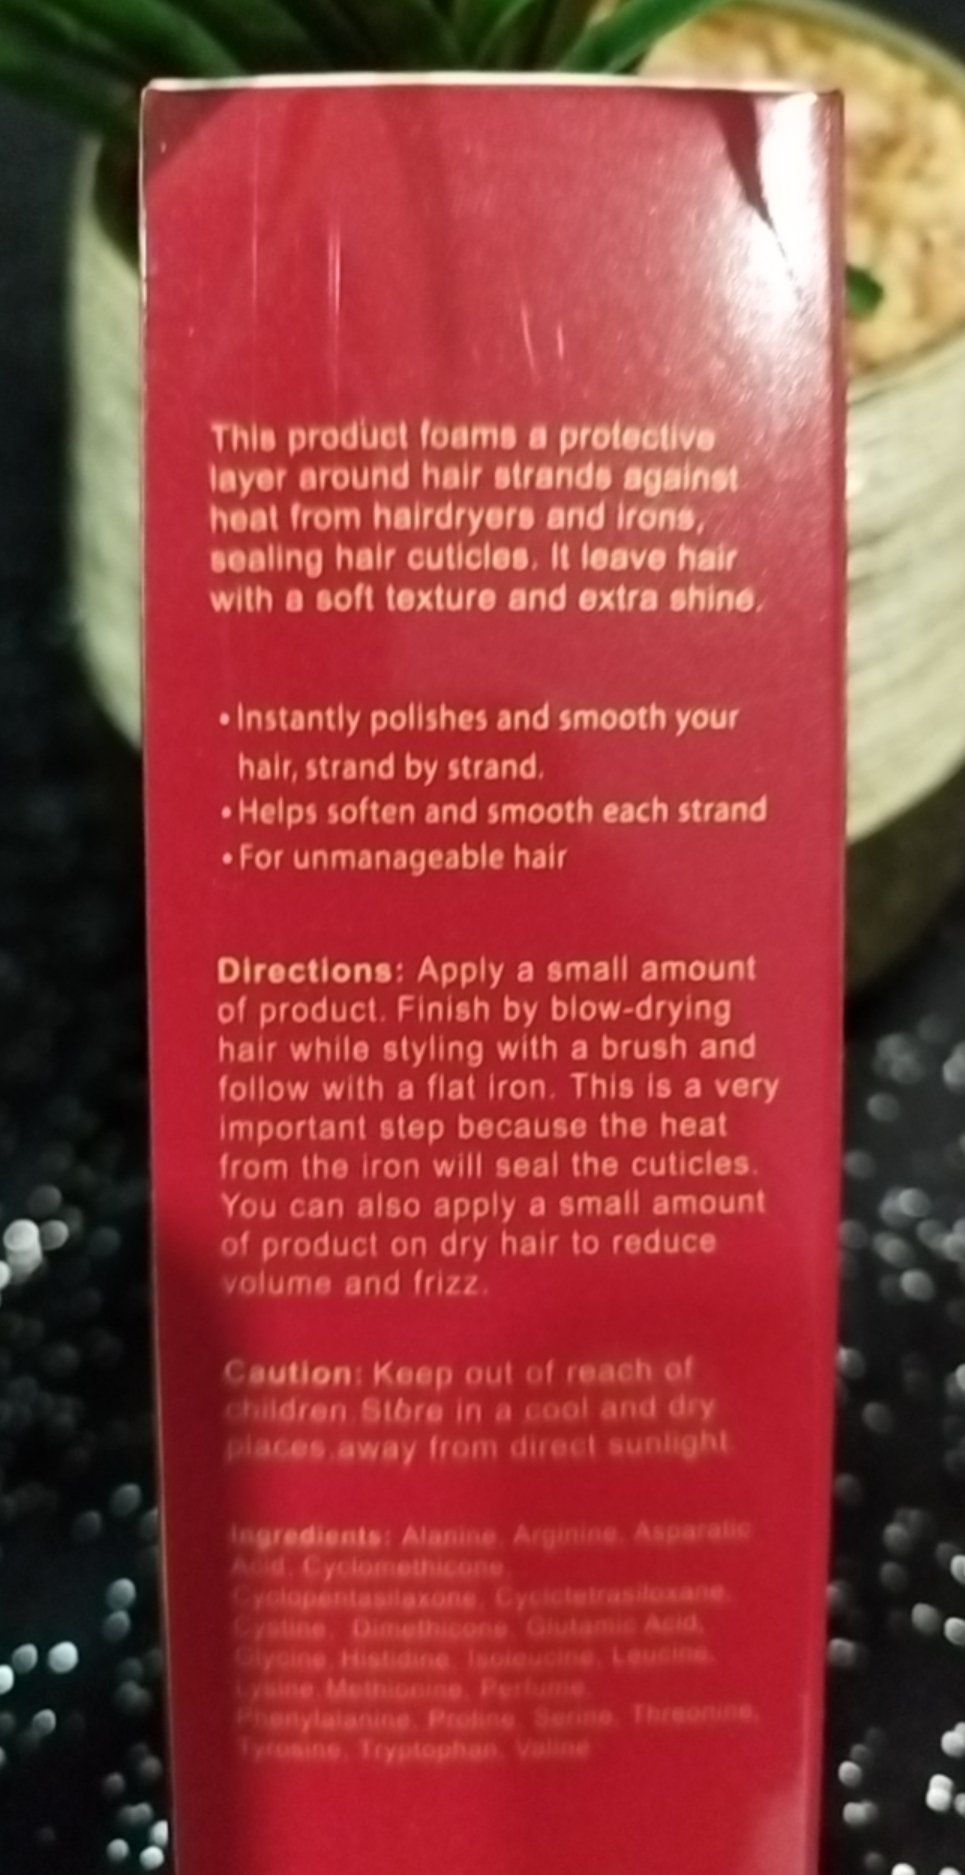 This product foams a protective
layer around hair strands against
heat from hairdryers and irons,
sealing hair cuticles. It leave hair
with a soft texture and extra shine.
• Instantly polishes and smooth your
hair, strand by strand.
• Helps soften and smooth each strand
• For unmanageable hair
Directions: Apply a small amount
of product. Finish by blow-drying
hair while styling with a brush and
follow with a flat iron. This is a very
important step because the heat
from the iron will seal the cuticles.
You can also apply a small amount
of product on dry hair to reduce
volume and frizz.
Caution: Keep out of reach of
children.Store in a cool and dry
places.away from direct sunlight.
Ingredients: Alanine, Arginine, Asparatic
Acid, Cyclomethicone,
Cyclopentasilaxone, Cyclctetrasiloxane,
Cystine, Dimethicone, Glutamic Acid,
Glycine, Histidine, Isoleucine, Leucine,
Lysine,Methionine, Perfume,
Phenylalanine, Proline, Serine, Threonine,
Tyrosine, Tryptophan, Valine